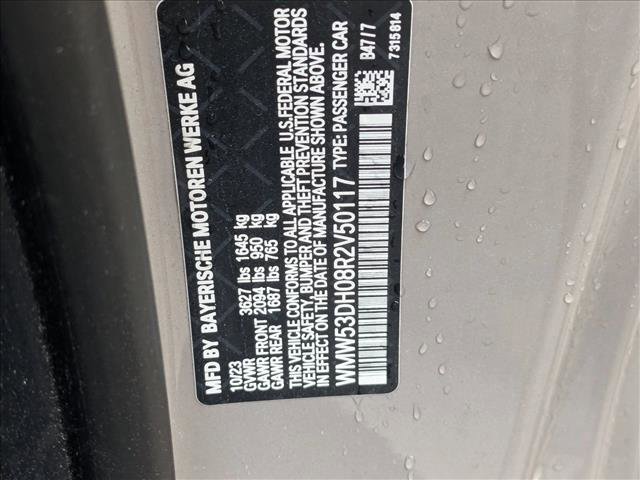 MFD BY BAYERISCHE MOTOREN WERKE AG
10/23
GVWR 3627 lbs 1645 kg
GAWR FRONT 2094 lbs 950 kg
GAWR REAR 1687 lbs 765 kg
THIS VEHICLE CONFORMS TO ALL APPLICABLE U.S.FEDERAL MOTOR
VEHICLE SAFETY, BUMPER AND THEFT PREVENTION STANDARDS
IN EFFECT ON THE DATE OF MANUFACTURE SHOWN ABOVE.
WMW53DH08R2V50117 TYPE: PASSENGER CAR
B47/7
7315814